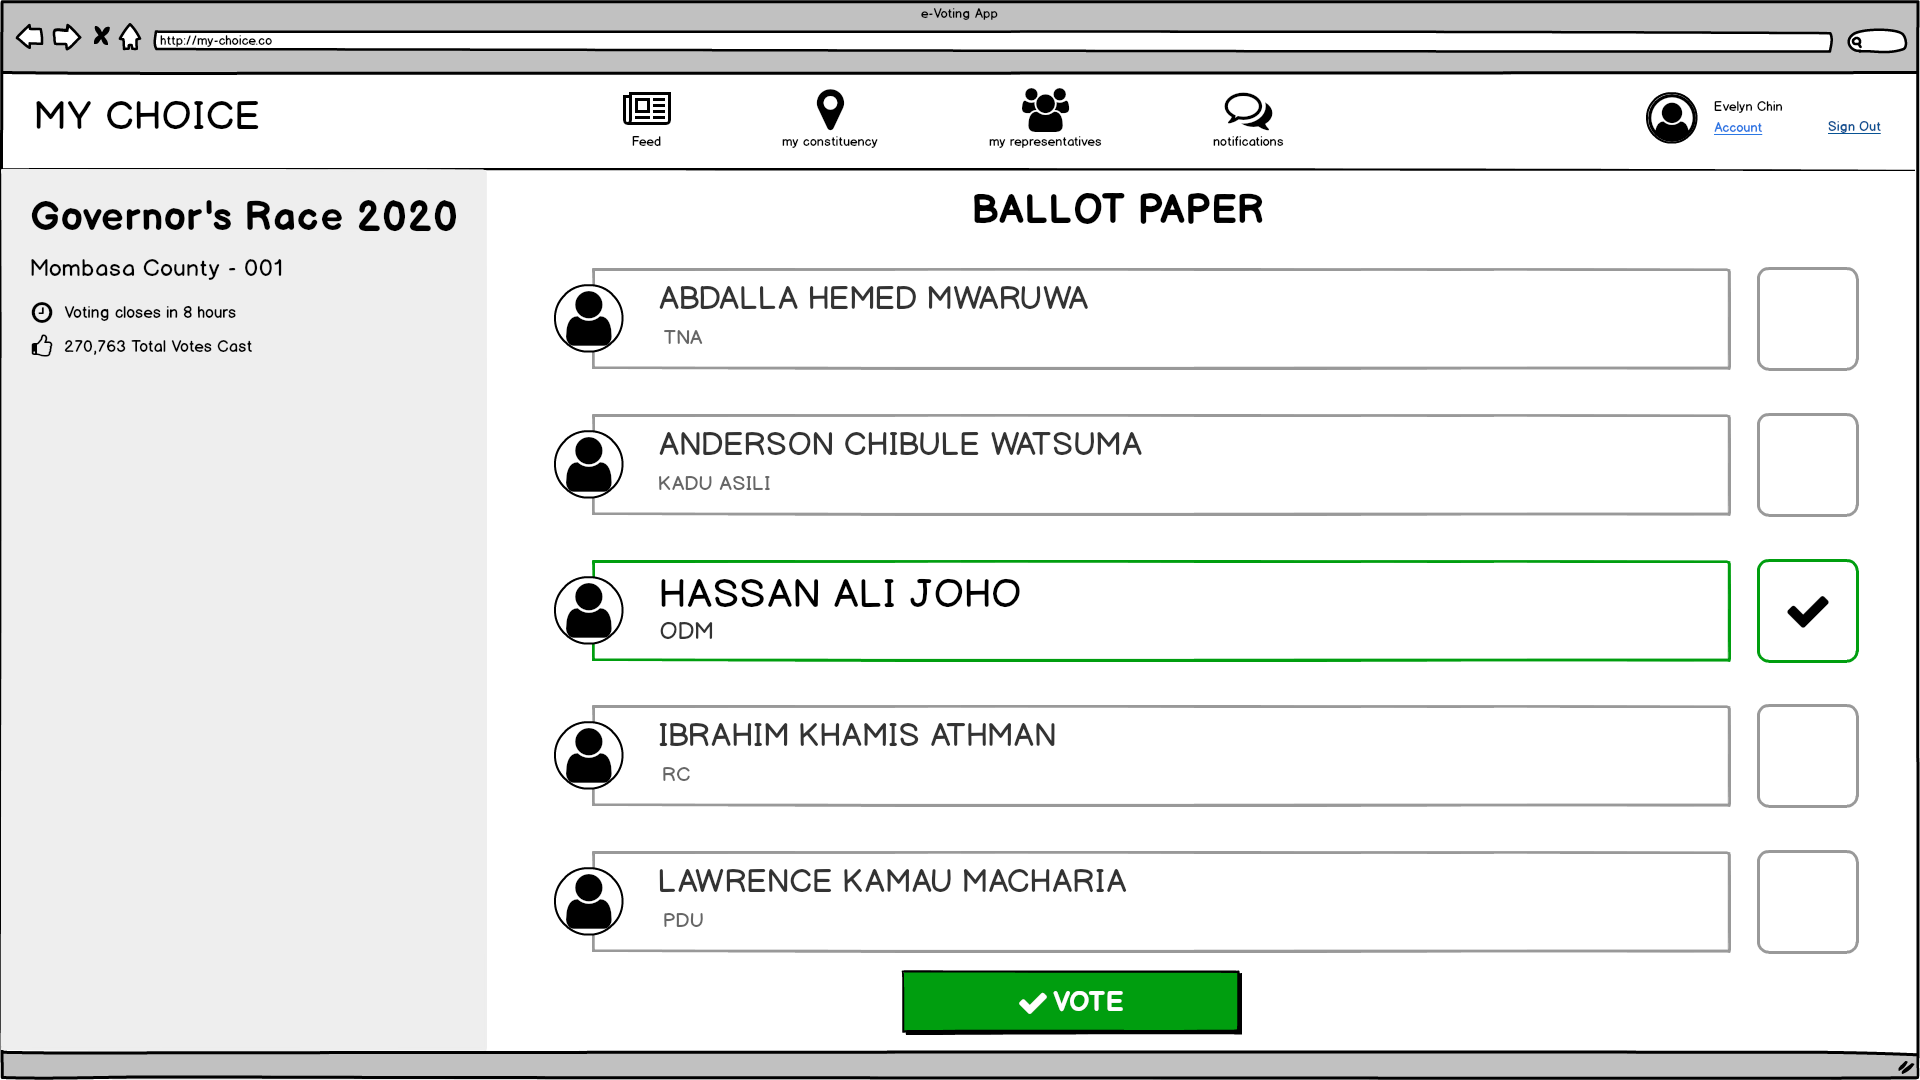 e-Voting App
http://my-choice.co
MY CHOICE
Feed
my constituency
my representatives
notifications
Evelyn Chin
Account
Sign Out
Governor's Race 2020
Mombasa County - 001
Voting closes in 8 hours
270,763 Total Votes Cast
BALLOT PAPER
ABDALLA HEMED MWARUWA
TNA
ANDERSON CHIBULE WATSUMA
KADU ASILI
HASSAN ALI JOHO
ODM
IBRAHIM KHAMIS ATHMAN
RC
LAWRENCE KAMAU MACHARIA
PDU
VOTE